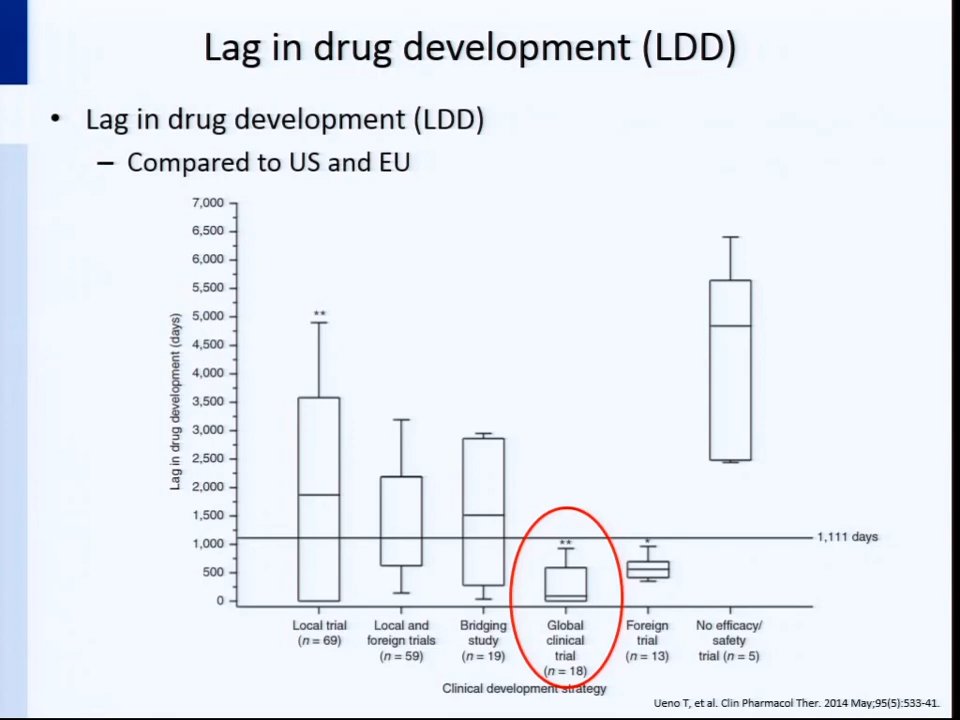 Lag in drug development (LDD)
• Lag in drug development (LDD)
– Compared to US and EU
7,000
6,500
6,000
5,500
5,000
4,500
4,000
3,500
3,000
2,500
2,000
1,500
1,000
500
0
Lag in drug development (days)
**
**
*
1,111 days
Local trial
(n = 69)
Local and
foreign trials
(n = 59)
Bridging
study
(n = 19)
Global
clinical
trial
(n = 18)
Foreign
trial
(n = 13)
No efficacy/
safety
trial (n = 5)
Clinical development strategy
Ueno T, et al. Clin Pharmacol Ther. 2014 May;95(5):533-41.